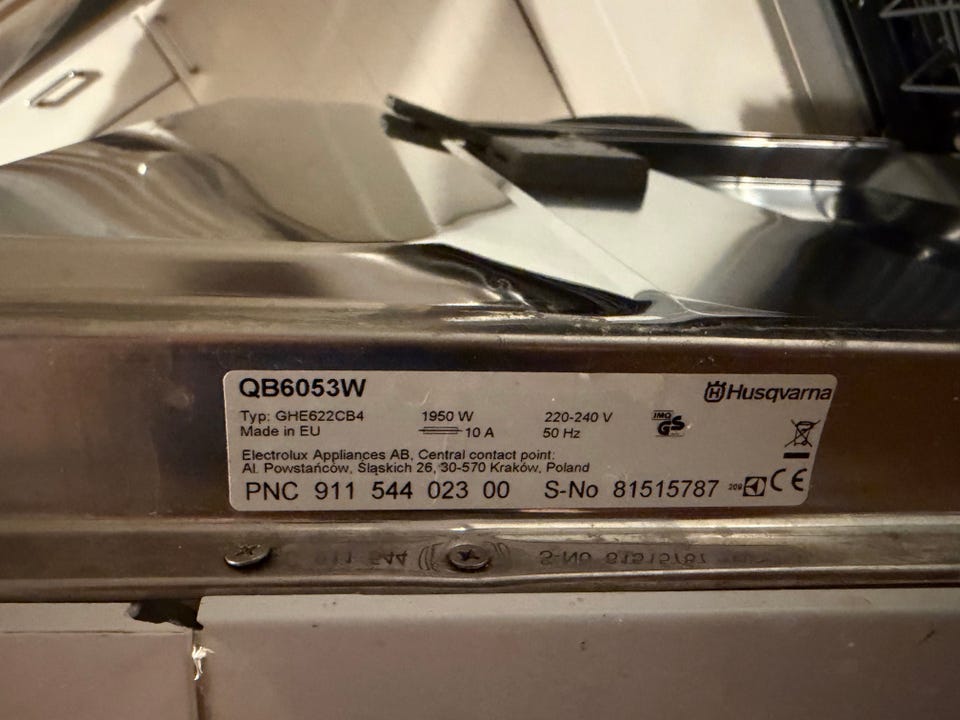 QB6053W
Husqvarna
Typ: GHE622CB4 1950 W 220-240 V
Made in EU 10 A 50 Hz
Electrolux Appliances AB, Central contact point:
Al. Powstańców, Śląskich 26, 30-570 Kraków, Poland
PNC 911 544 023 00 S-No 81515787 209 CE